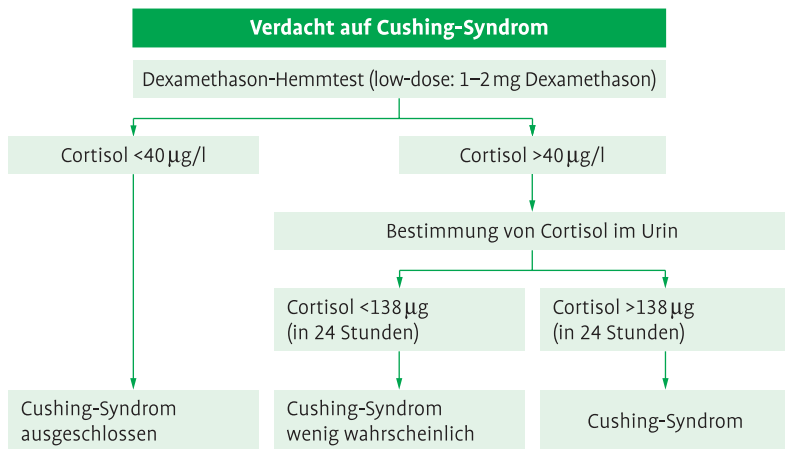 Verdacht auf Cushing-Syndrom
Dexamethason-Hemmtest (low-dose: 1–2 mg Dexamethason)
Cortisol <40 µg/l
Cortisol >40 µg/l
Bestimmung von Cortisol im Urin
Cortisol <138 µg
(in 24 Stunden)
Cortisol >138 µg
(in 24 Stunden)
Cushing-Syndrom
ausgeschlossen
Cushing-Syndrom
wenig wahrscheinlich
Cushing-Syndrom